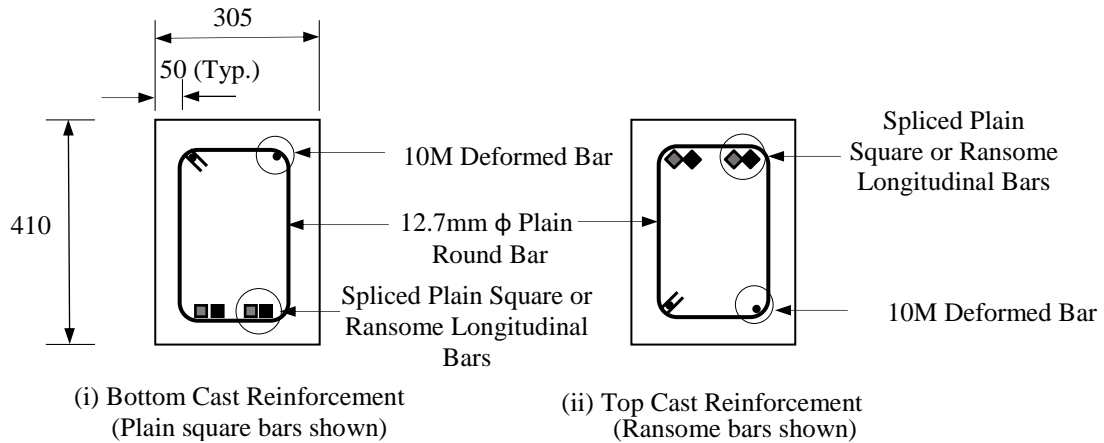 305
50 (Typ.)
410
10M Deformed Bar
12.7mm ϕ Plain
Round Bar
Spliced Plain Square or
Ransome Longitudinal
Bars
Spliced Plain
Square or Ransome
Longitudinal Bars
10M Deformed Bar
(i) Bottom Cast Reinforcement
(Plain square bars shown)
(ii) Top Cast Reinforcement
(Ransome bars shown)